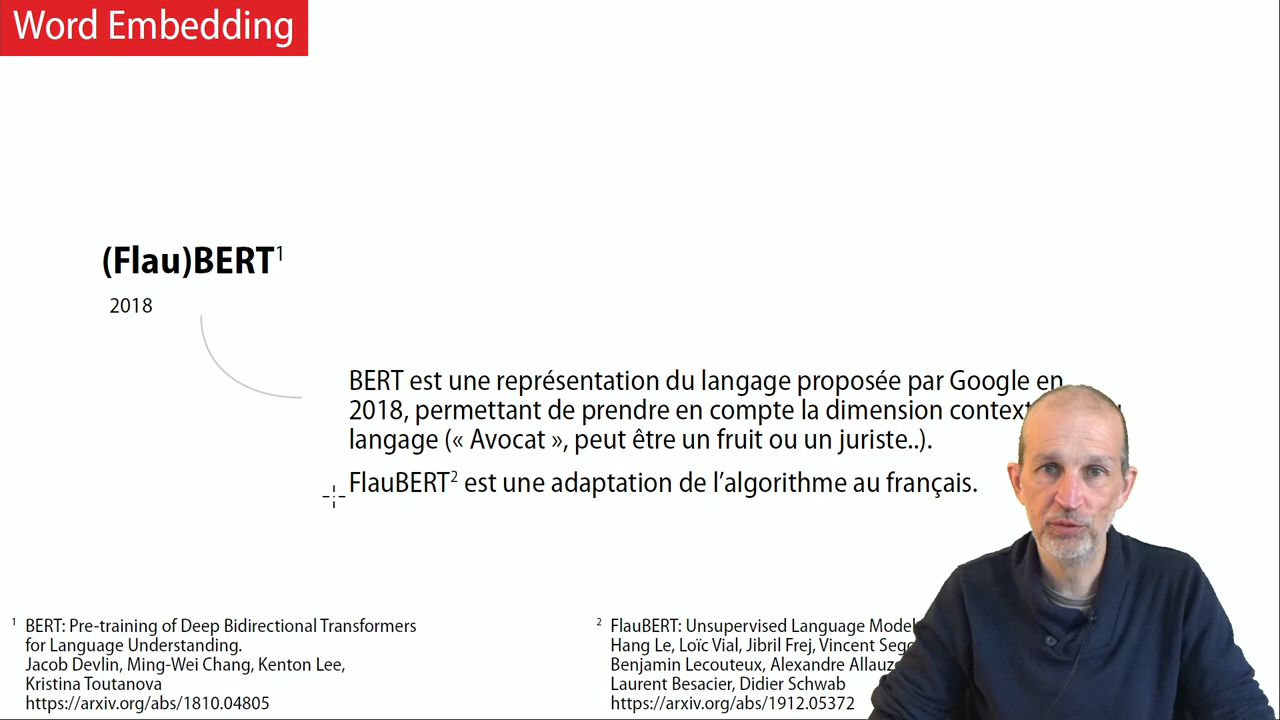 Word Embedding
(Flau)BERT1
2018
BERT est une représentation du langage proposée par Google en
2018, permettant de prendre en compte la dimension
langage (« Avocat », peut être un fruit ou un juriste..).
FlauBERT2 est une adaptation de l’algorithme au français.
1 BERT: Pre-training of Deep Bidirectional Transformers
for Language Understanding.
Jacob Devlin, Ming-Wei Chang, Kenton Lee,
Kristina Toutanova
https://arxiv.org/abs/1810.04805
2 FlauBERT: Unsupervised Language
Hang Le, Loïc Vial, Jibril Frej, Vincent
Benjamin Lecouteux, Alexandre
Laurent Besacier, Didier Schwab
https://arxiv.org/abs/1912.05372